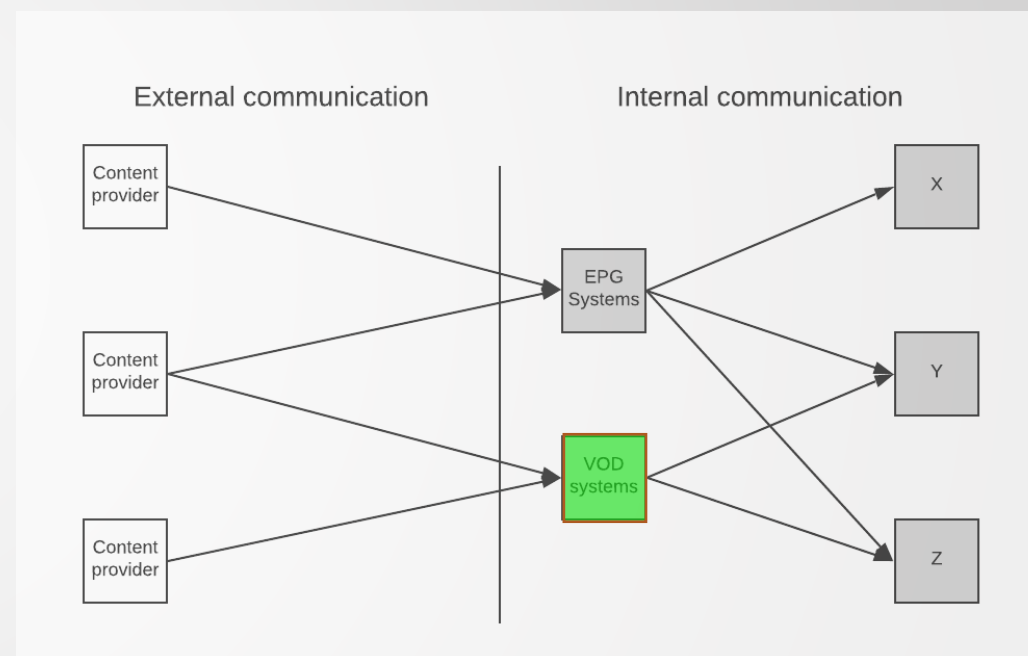 External communication
Internal communication
Content
provider
X
EPG
Systems
Content
provider
Y
VOD
systems
Content
provider
Z